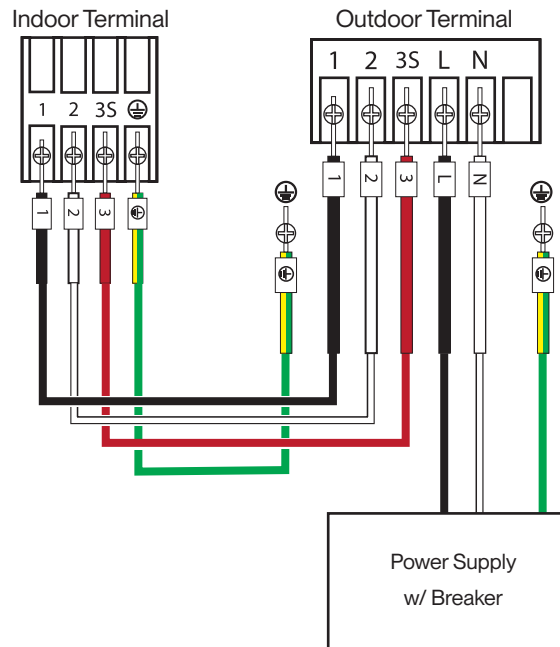 Indoor Terminal
Outdoor Terminal
1 2 3S L N
1 2 3S
1 2 3
1 2 3 L N
Power Supply
w/ Breaker